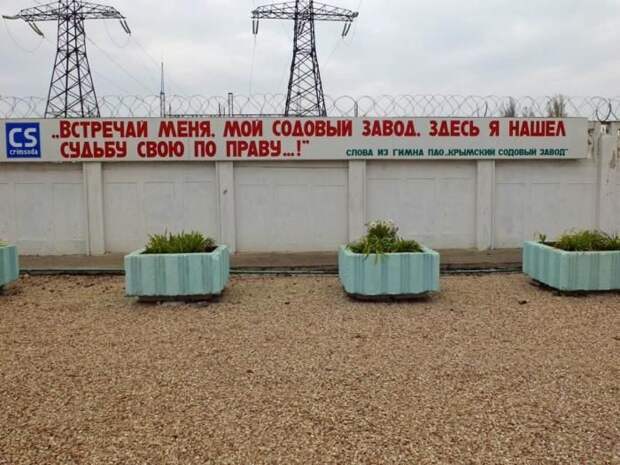 CS
crimsoda
„ВСТРЕЧАЙ МЕНЯ, МОЙ СОДОВЫЙ ЗАВОД, ЗДЕСЬ Я НАШЕЛ
СУДЬБУ СВОЮ ПО ПРАВУ...!"
СЛОВА ИЗ ГИМНА ПАО „КРЫМСКИЙ СОДОВЫЙ ЗАВОД"